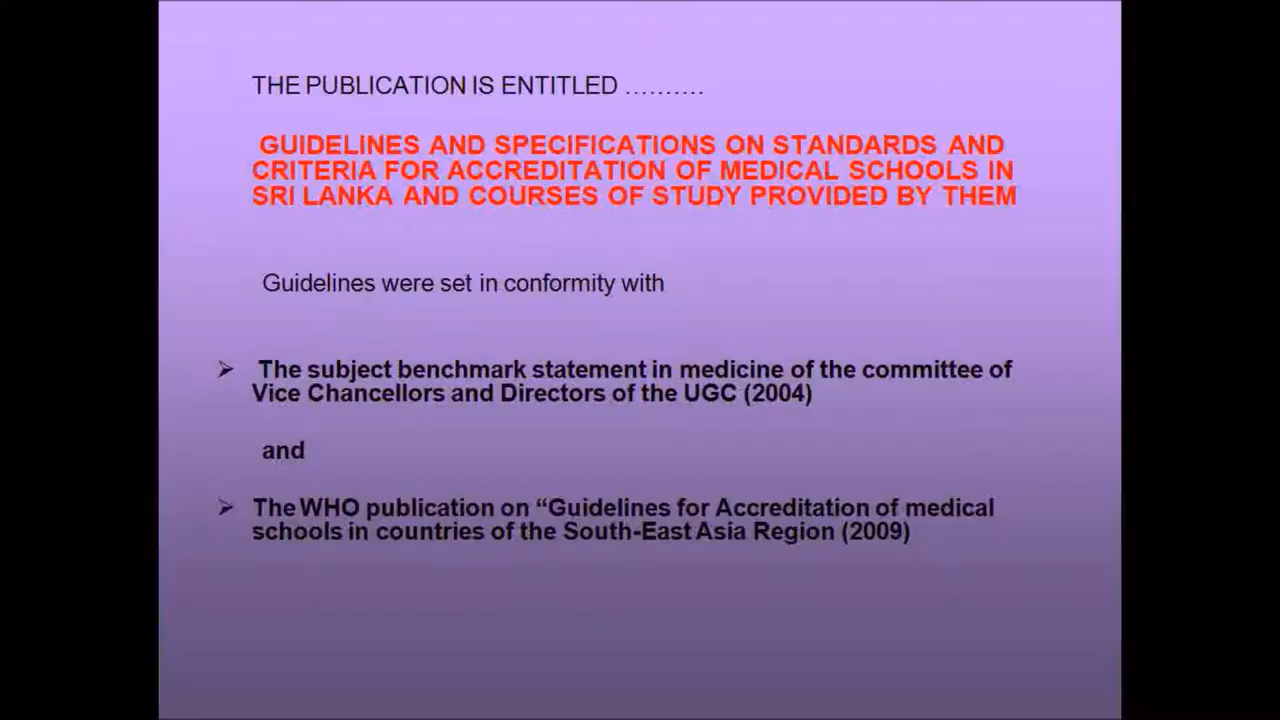 THE PUBLICATION IS ENTITLED ……….
GUIDELINES AND SPECIFICATIONS ON STANDARDS AND
CRITERIA FOR ACCREDITATION OF MEDICAL SCHOOLS IN
SRI LANKA AND COURSES OF STUDY PROVIDED BY THEM
Guidelines were set in conformity with
➢ The subject benchmark statement in medicine of the committee of
Vice Chancellors and Directors of the UGC (2004)
and
➢ The WHO publication on “Guidelines for Accreditation of medical
schools in countries of the South-East Asia Region (2009)